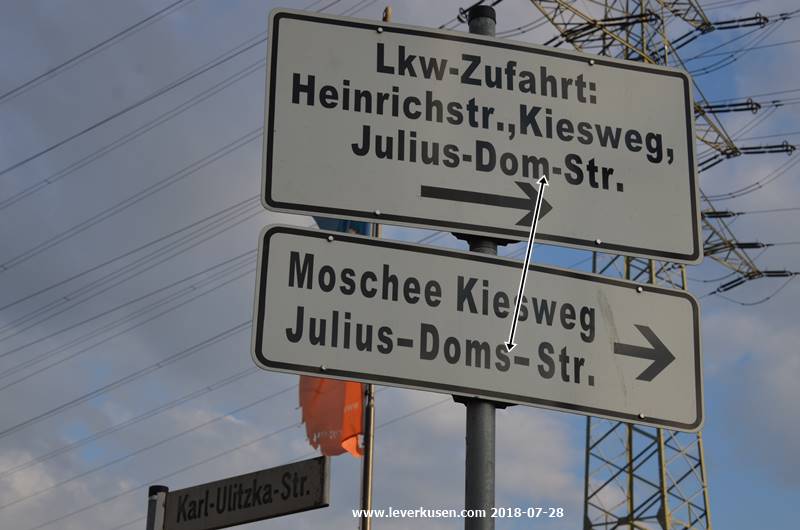 Lkw-Zufahrt:
Heinrichstr.,Kiesweg,
Julius-Dom-Str.
Moschee Kiesweg
Julius-Doms-Str.
Karl-Ulitzka-Str.
www.leverkusen.com 2018-07-28